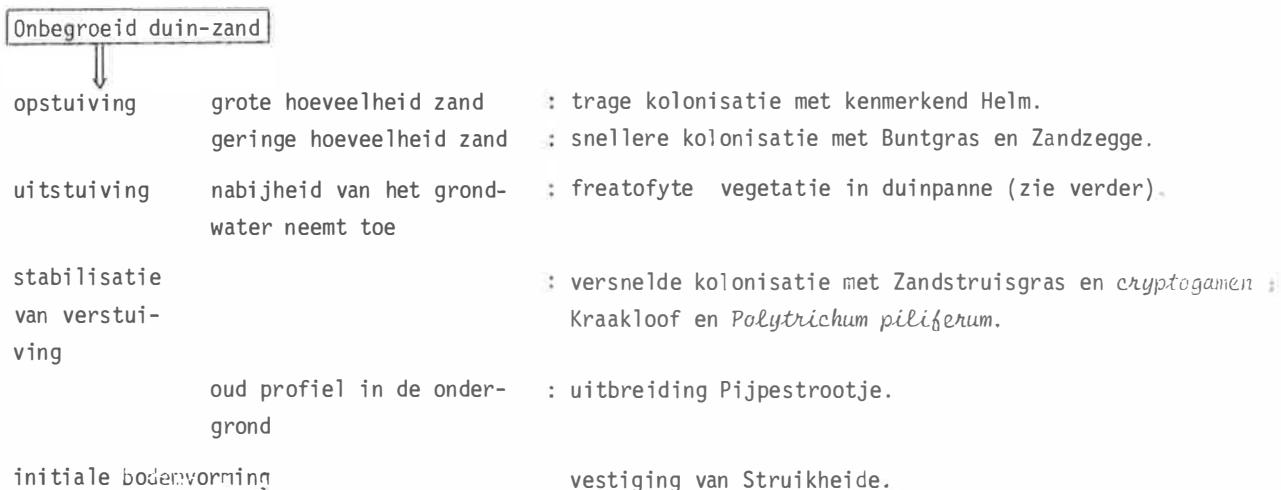 Onbegroeid duin-zand
opstuiving grote hoeveelheid zand : trage kolonisatie met kenmerkend Helm.
geringe hoeveelheid zand : snellere kolonisatie met Buntgras en Zandzegge.
uitstuiving nabijheid van het grond- : freatofyte vegetatie in duinpanne (zie verder).
water neemt toe
stabilisatie : versnelde kolonisatie met Zandstruisgras en cryptogamen ;
van verstui- Kraakloof en Polytrichum piliferum.
ving
oud profiel in de onder- : uitbreiding Pijpestrootje.
grond
initiale bodemvorming vestiging van Struikheide.